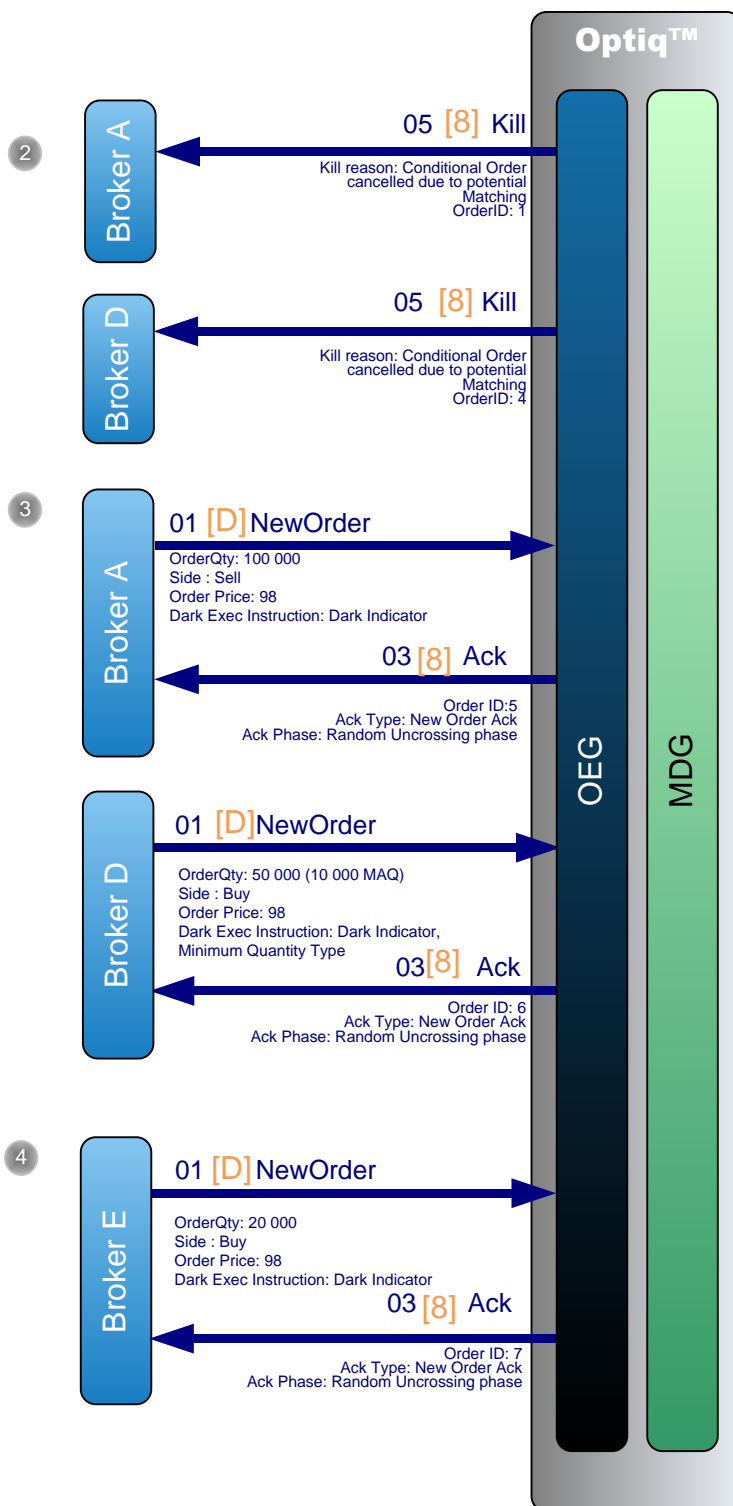 Optiq™
2
Broker A
05 [8] Kill
Kill reason: Conditional Order
cancelled due to potential
Matching
OrderID: 1
Broker D
05 [8] Kill
Kill reason: Conditional Order
cancelled due to potential
Matching
OrderID: 4
3
Broker A
01 [D] NewOrder
OrderQty: 100 000
Side : Sell
Order Price: 98
Dark Exec Instruction: Dark Indicator
03 [8] Ack
Order ID:5
Ack Type: New Order Ack
Ack Phase: Random Uncrossing phase
OEG
MDG
Broker D
01 [D]NewOrder
OrderQty: 50 000 (10 000 MAQ)
Side : Buy
Order Price: 98
Dark Exec Instruction: Dark Indicator,
Minimum Quantity Type
03[8] Ack
Order ID: 6
Ack Type: New Order Ack
Ack Phase: Random Uncrossing phase
4
Broker E
01 [D] NewOrder
OrderQty: 20 000
Side : Buy
Order Price: 98
Dark Exec Instruction: Dark Indicator
03 [8] Ack
Order ID: 7
Ack Type: New Order Ack
Ack Phase: Random Uncrossing phase